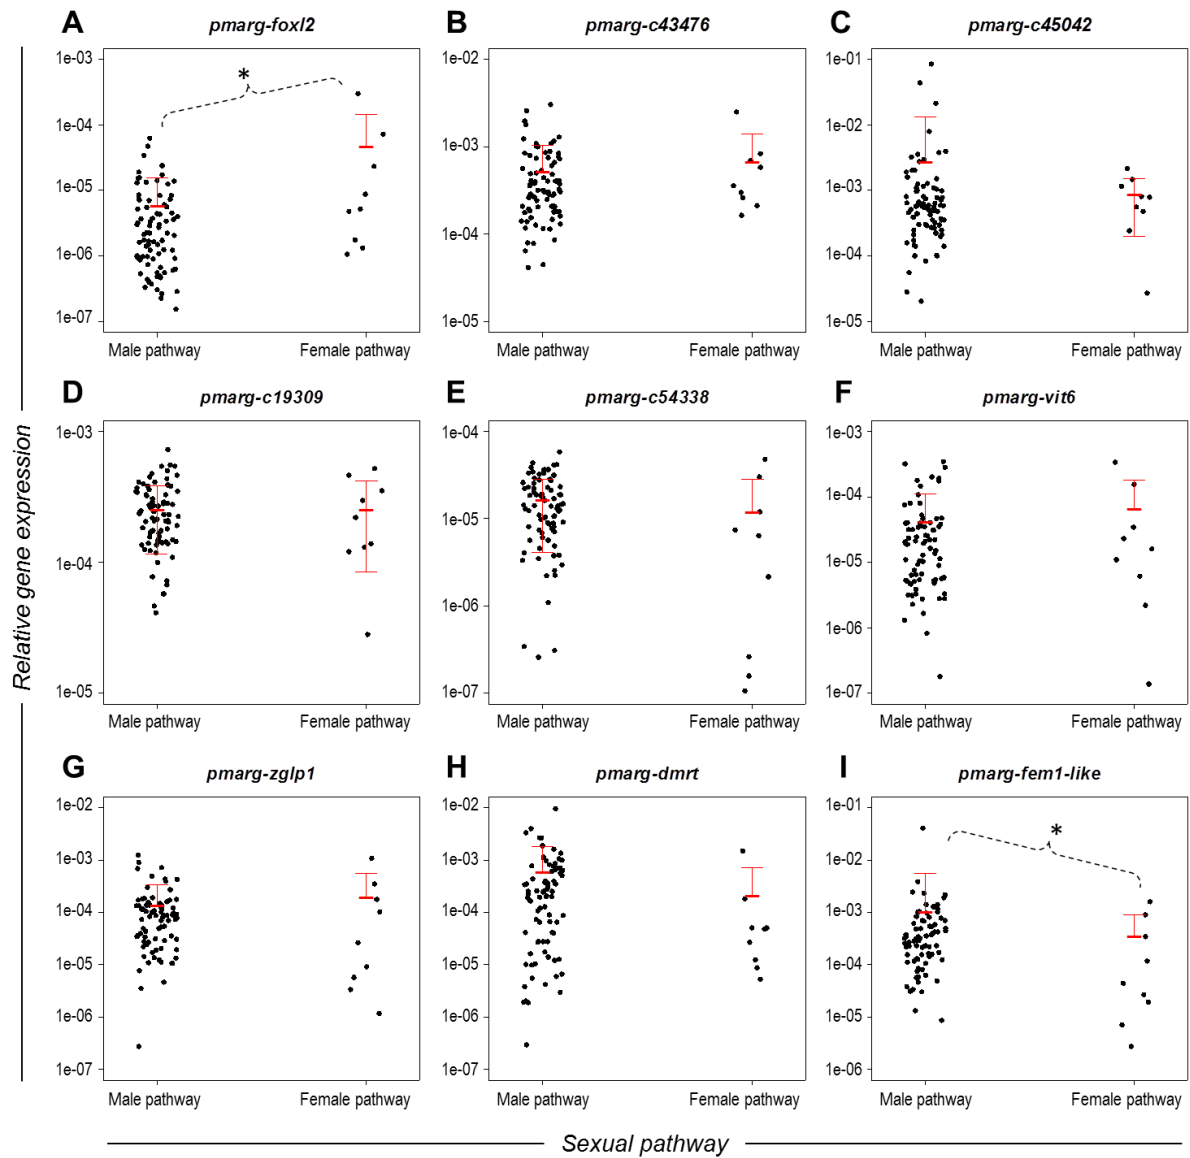 A pmarg-foxl2
1e-03
1e-04
1e-05
1e-06
1e-07
*
Male pathway Female pathway
B pmarg-c43476
1e-02
1e-03
1e-04
1e-05
Male pathway Female pathway
C pmarg-c45042
1e-01
1e-02
1e-03
1e-04
1e-05
Male pathway Female pathway
D pmarg-c19309
1e-03
1e-04
1e-05
Male pathway Female pathway
E pmarg-c54338
1e-04
1e-05
1e-06
1e-07
Male pathway Female pathway
F pmarg-vit6
1e-03
1e-04
1e-05
1e-06
1e-07
Male pathway Female pathway
G pmarg-zglp1
1e-02
1e-03
1e-04
1e-05
1e-06
1e-07
Male pathway Female pathway
H pmarg-dmrt
1e-02
1e-03
1e-04
1e-05
1e-06
1e-07
Male pathway Female pathway
I pmarg-fem1-like
1e-01
1e-02
1e-03
1e-04
1e-05
1e-06
*
Male pathway Female pathway
Relative gene expression
Sexual pathway